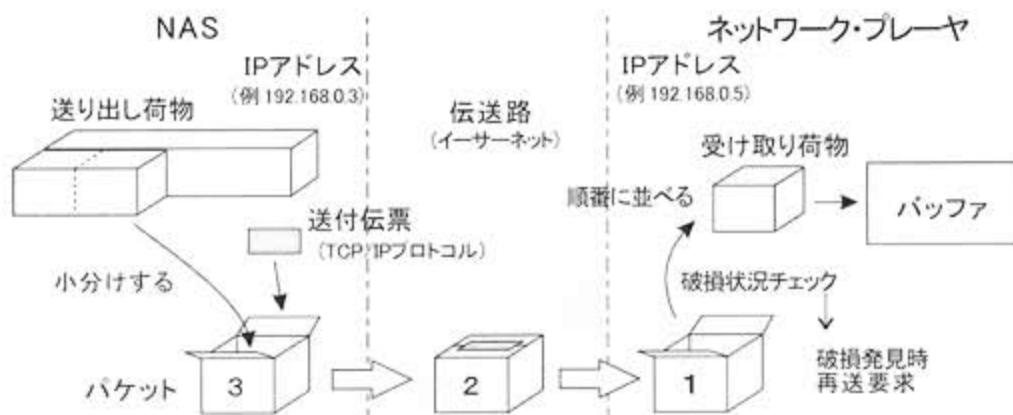 NAS
ネットワーク・プレーヤ
IPアドレス
(例 192.168.0.3)
IPアドレス
(例 192.168.0.5)
送り出し荷物
伝送路
(イーサーネット)
受け取り荷物
順番に並べる
バッファ
送付伝票
(TCP/IPプロトコル)
小分けする
破損状況チェック
破損発見時
再送要求
パケット
3
2
1